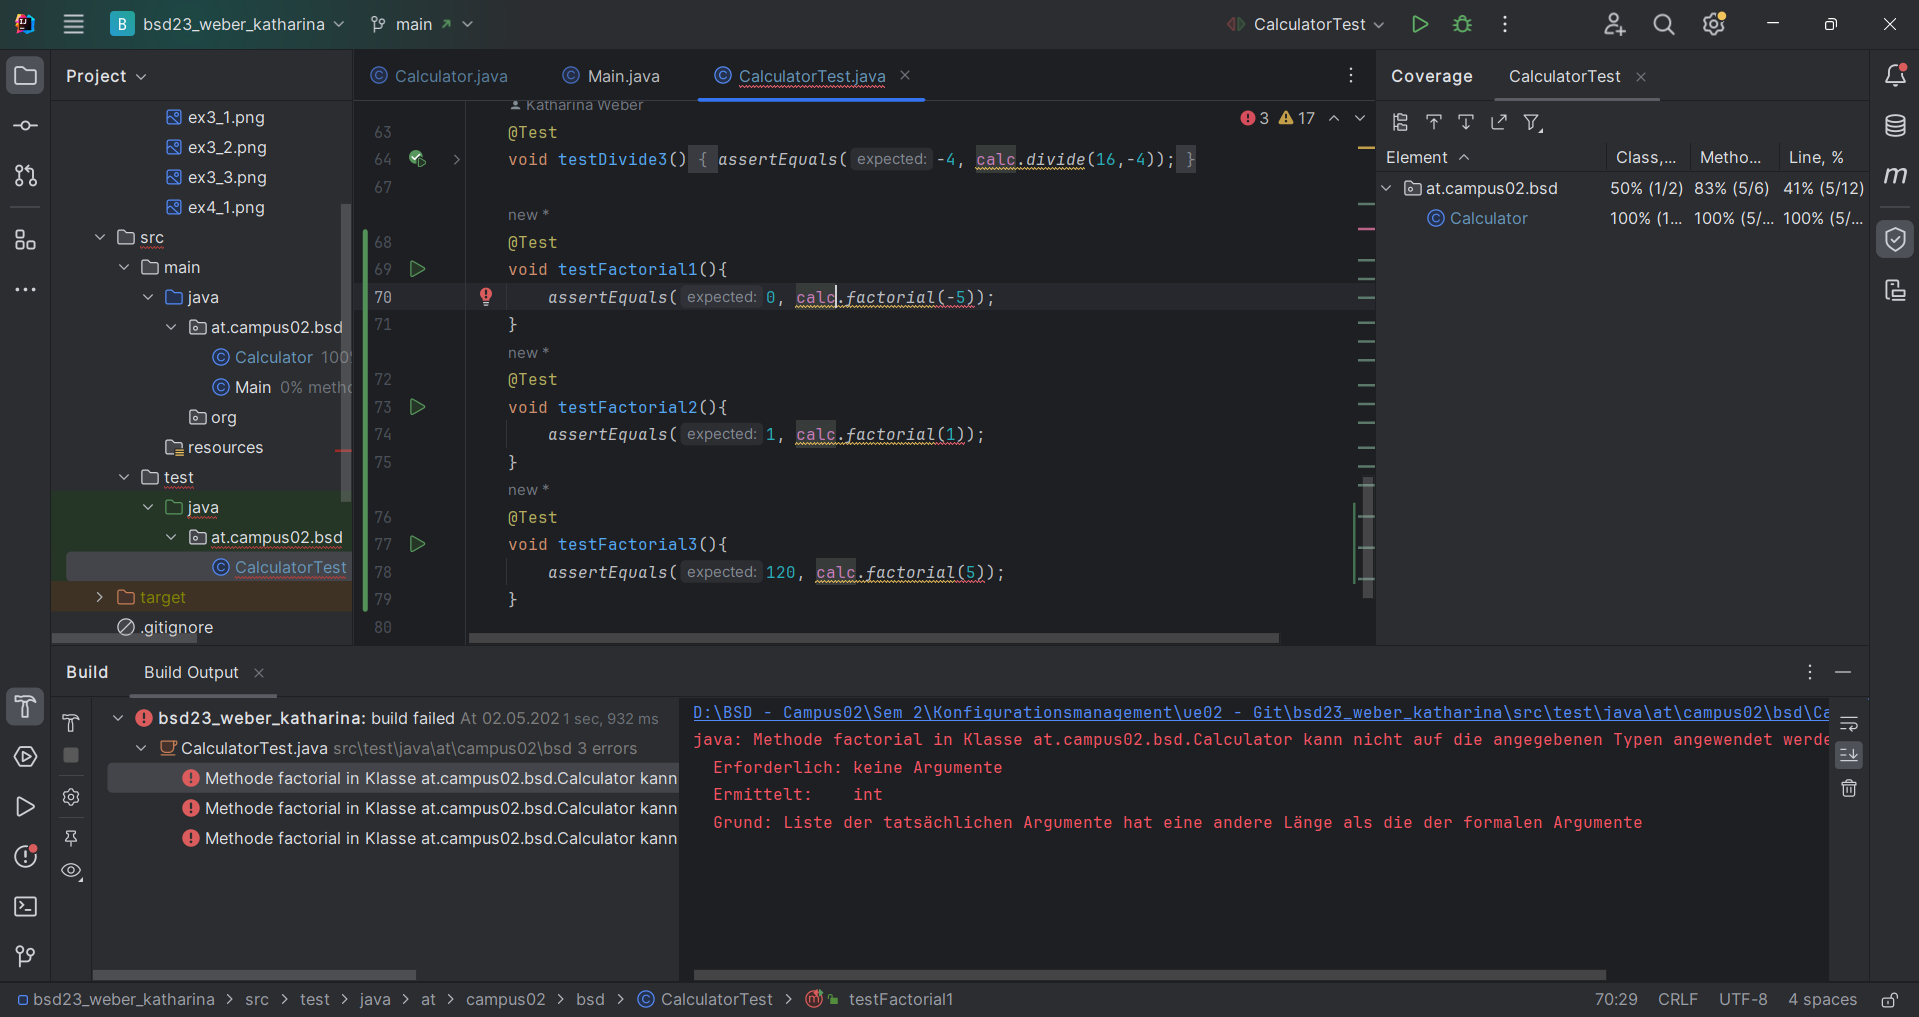 B bsd23_weber_katharina main CalculatorTest
Project
Calculator.java Main.java CalculatorTest.java
Coverage CalculatorTest
ex3_1.png
ex3_2.png
ex3_3.png
ex4_1.png
src
main
java
at.campus02.bsd
Calculator 100
Main 0% metho
org
resources
test
java
at.campus02.bsd
CalculatorTest
target
.gitignore
Katharina Weber
3 17
63 @Test
64 void testDivide3() { assertEquals( expected: -4, calc.divide(16,-4)); }
67
new *
68 @Test
69 void testFactorial1(){
70 assertEquals( expected: 0, calc.factorial(-5));
71 }
new *
72 @Test
73 void testFactorial2(){
74 assertEquals( expected: 1, calc.factorial(1));
75 }
new *
76 @Test
77 void testFactorial3(){
78 assertEquals( expected: 120, calc.factorial(5));
79 }
80
Element Class,... Metho... Line, %
at.campus02.bsd 50% (1/2) 83% (5/6) 41% (5/12)
Calculator 100% (1... 100% (5/... 100% (5/...
m
Build Build Output
bsd23_weber_katharina: build failed At 02.05.202 1 sec, 932 ms
CalculatorTest.java src\test\java\at\campus02\bsd 3 errors
Methode factorial in Klasse at.campus02.bsd.Calculator kann
Methode factorial in Klasse at.campus02.bsd.Calculator kann
Methode factorial in Klasse at.campus02.bsd.Calculator kann
D:\BSD - Campus02\Sem 2\Konfigurationsmanagement\ue02 - Git\bsd23_weber_katharina\src\test\java\at\campus02\bsd\Ca
java: Methode factorial in Klasse at.campus02.bsd.Calculator kann nicht auf die angegebenen Typen angewendet werde
Erforderlich: keine Argumente
Ermittelt: int
Grund: Liste der tatsächlichen Argumente hat eine andere Länge als die der formalen Argumente
bsd23_weber_katharina > src > test > java > at > campus02 > bsd > CalculatorTest > testFactorial1
70:29 CRLF UTF-8 4 spaces